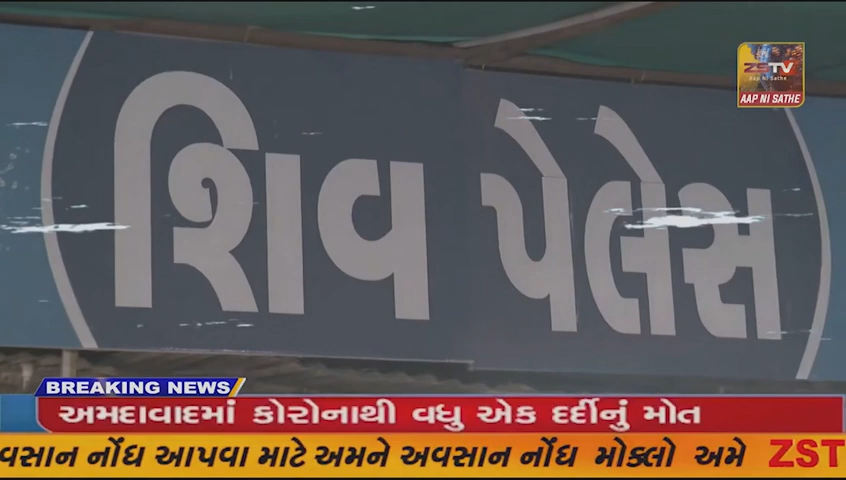 ZSTV
Aap Ni Sathe
AAP NI SATHE
શિવ પેલેસ
BREAKING NEWS
અમદાવાદમાં કોરોનાથી વધુ એક દર્દીનું મોત
વસાન નોંધ આપવા માટે અમને અવસાન નોંધ મોકલો અમે ZST